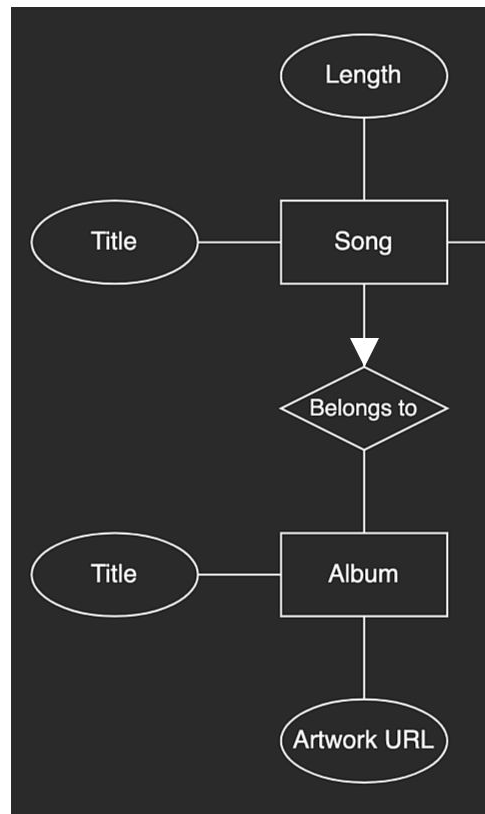 Length
Title
Song
Belongs to
Title
Album
Artwork URL